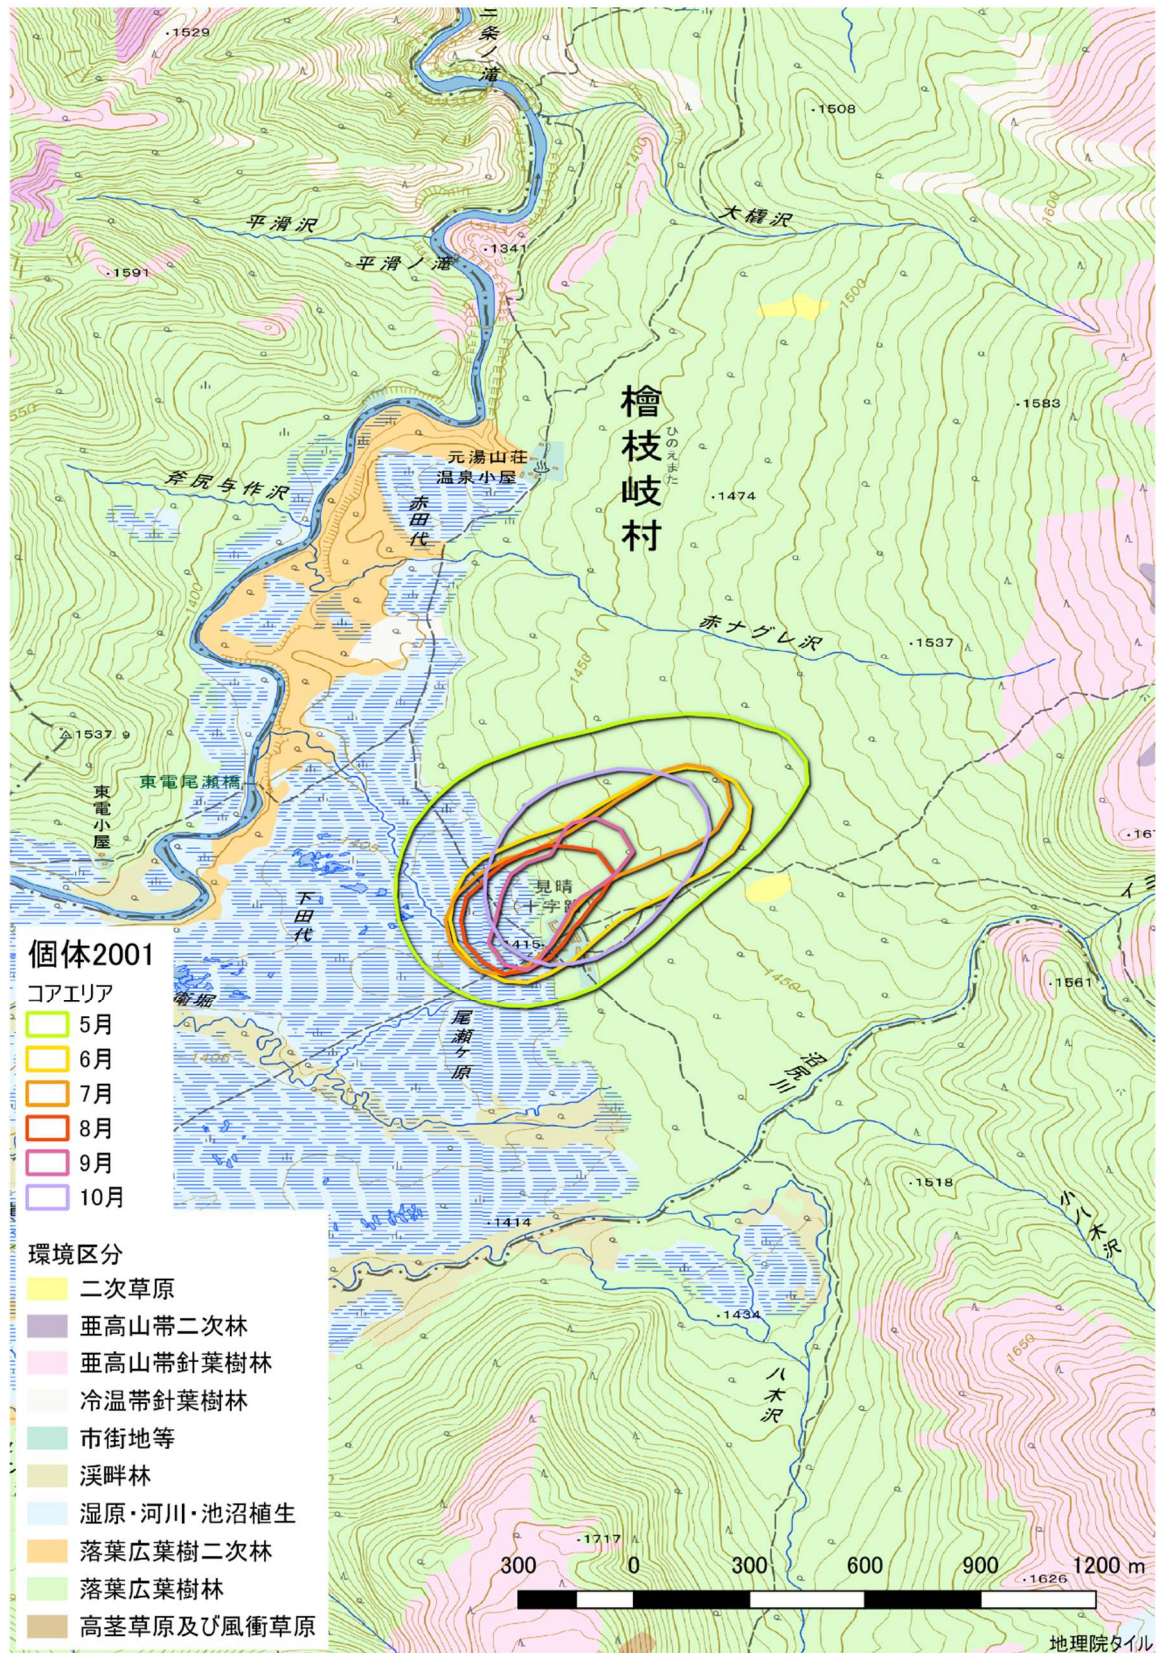 ・1529
三条ノ滝
・1508
1400
大橇沢
1600
平滑沢
平滑ノ滝
・1341
・1591
1500
檜枝岐村
ひのえまた
・1583
550
元湯山荘
温泉小屋
赤田代
斧尻与作沢
・1474
1400
赤ナグレ沢
・1537
1450
1537.9
東電尾瀬橋
東電小屋
1405
下田代
見晴
・1415
1450
・1561
尾瀬ヶ原
沼尻川
1406
・1414
・1518
小八木沢
・1434
八木沢
1650
・1717
・1626
個体2001
コアエリア
5月
6月
7月
8月
9月
10月
環境区分
二次草原
亜高山帯二次林
亜高山帯針葉樹林
冷温帯針葉樹林
市街地等
渓畔林
湿原・河川・池沼植生
落葉広葉樹二次林
落葉広葉樹林
高茎草原及び風衝草原
300 0 300 600 900 1200 m
地理院タイル